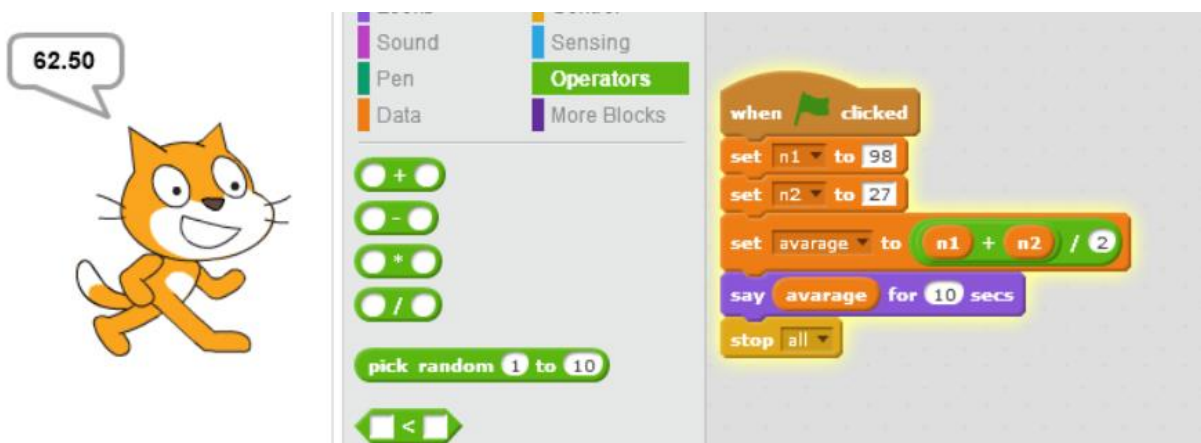 62.50
Sound
Sensing
Pen
Operators
Data
More Blocks
+
-
*
/
pick random 1 to 10
<
when clicked
set n1 to 98
set n2 to 27
set avarage to n1 + n2 / 2
say avarage for 10 secs
stop all